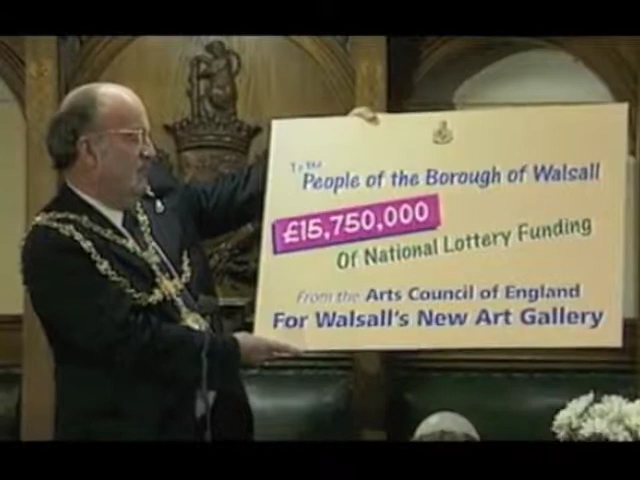 To the
People of the Borough of Walsall
£15,750,000
Of National Lottery Funding
From the Arts Council of England
For Walsall's New Art Gallery